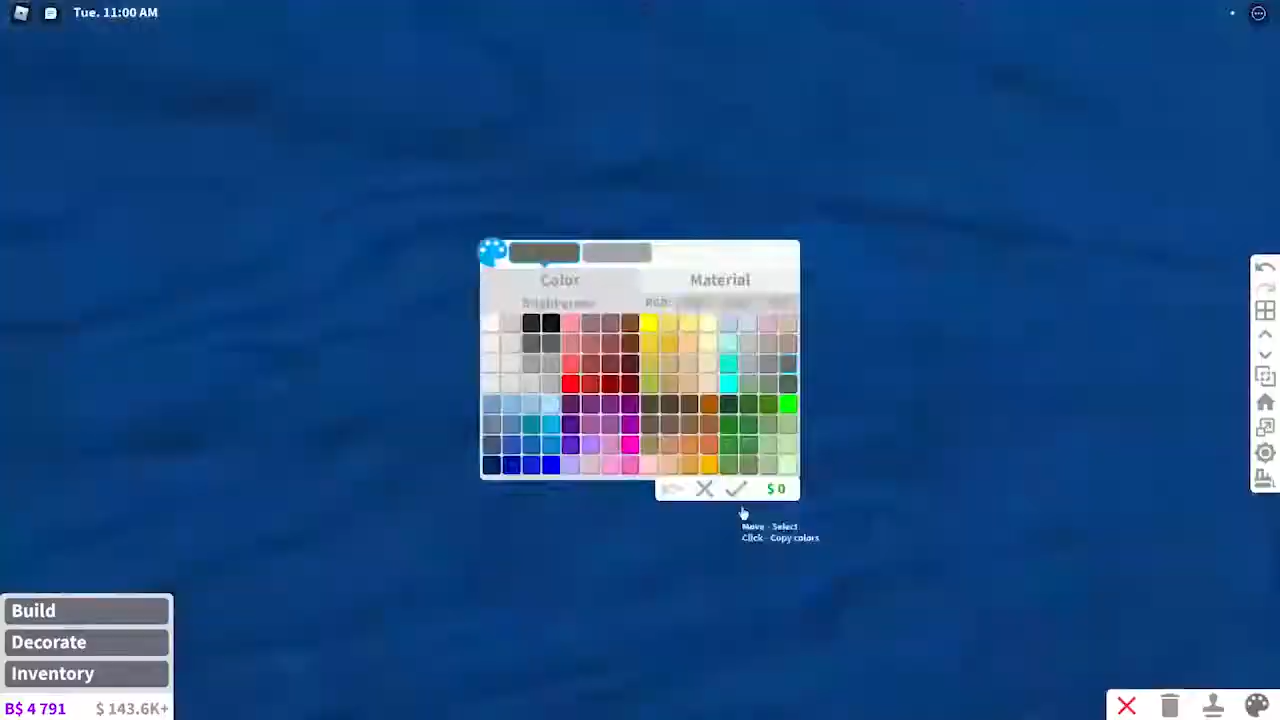 Tue. 11:00 AM
Color
Material
RGB:
$ 0
Move - Select
Click - Copy colors
Build
Decorate
Inventory
B$ 4 791
$ 143.6K+